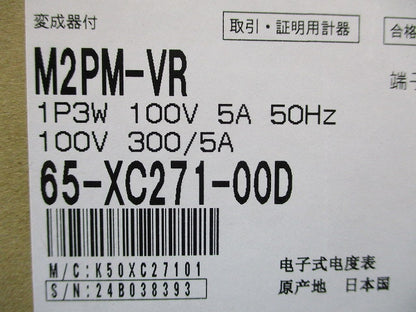 変成器付
取引・証明用計器
合格
M2PM-VR
端子
1P3W 100V 5A 50Hz
100V 300/5A
65-XC271-00D
M/C:K50XC27101
S/N:24B038393
电子式电度表
原产地 日本国